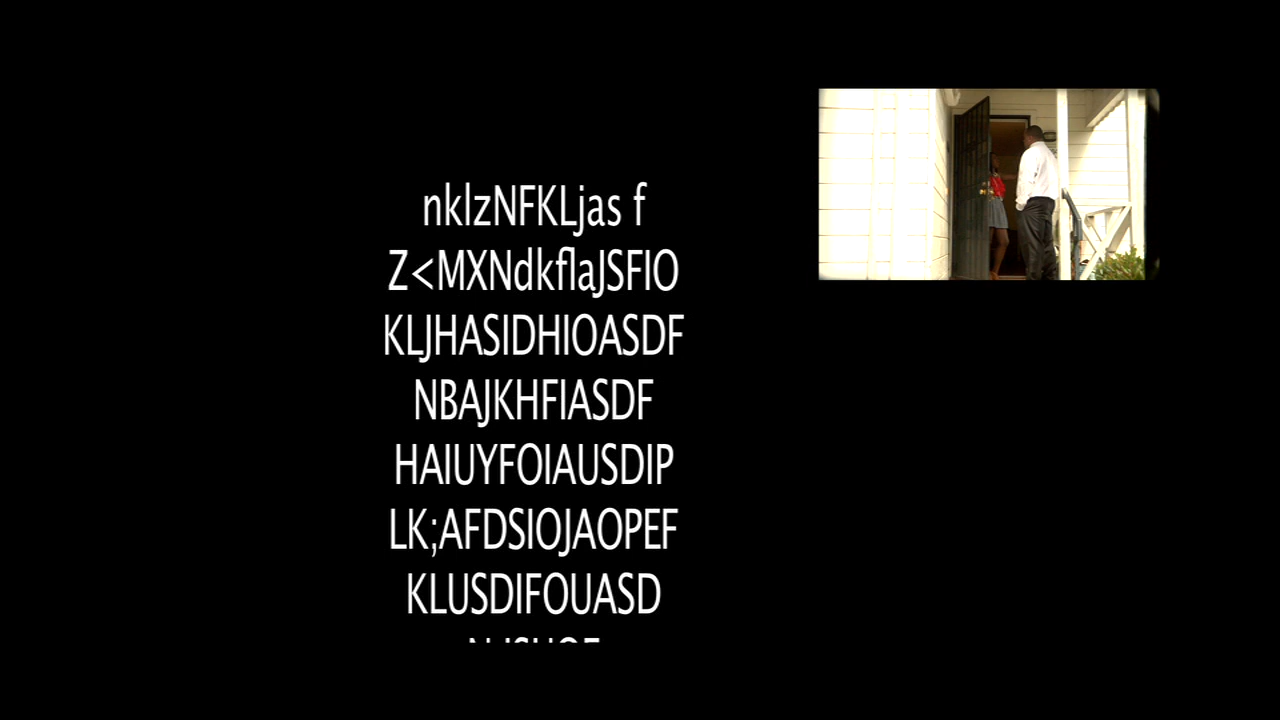 nklzNFKLjas f
Z<MXNdkflaJSFIO
KLJHASIDHIOASDF
NBAJKHFIASDF
HAIUYFOIAUSDIP
LK;AFDSIOJAOPEF
KLUSDIFOUASD